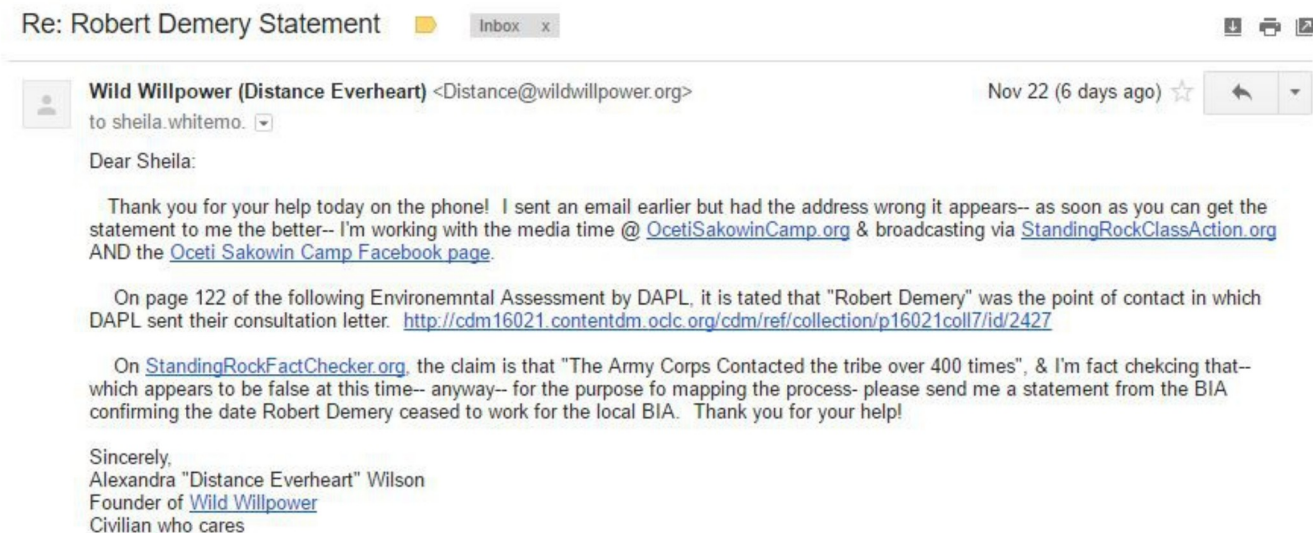 Re: Robert Demery Statement Inbox x
Wild Willpower (Distance Everheart) <Distance@wildwillpower.org> Nov 22 (6 days ago)
to sheila.whitemo.
Dear Sheila:
Thank you for your help today on the phone! I sent an email earlier but had the address wrong it appears-- as soon as you can get the
statement to me the better-- I'm working with the media time @ OcetiSakowinCamp.org & broadcasting via StandingRockClassAction.org
AND the Oceti Sakowin Camp Facebook page.
On page 122 of the following Environemntal Assessment by DAPL, it is tated that "Robert Demery" was the point of contact in which
DAPL sent their consultation letter. http://cdm16021.contentdm.oclc.org/cdm/ref/collection/p16021coll7/id/2427
On StandingRockFactChecker.org, the claim is that "The Army Corps Contacted the tribe over 400 times", & I'm fact chekcing that--
which appears to be false at this time-- anyway-- for the purpose fo mapping the process- please send me a statement from the BIA
confirming the date Robert Demery ceased to work for the local BIA. Thank you for your help!
Sincerely,
Alexandra "Distance Everheart" Wilson
Founder of Wild Willpower
Civilian who cares